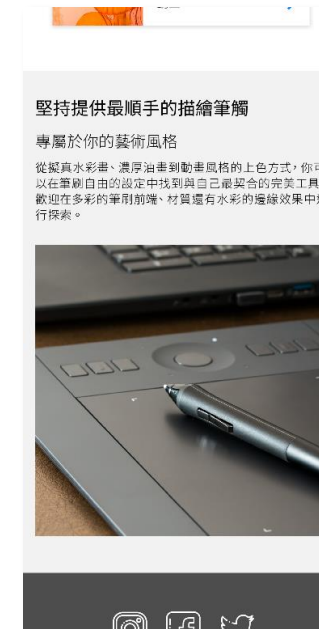 堅持提供最順手的描繪筆觸
專屬於你的藝術風格
從擬真水彩畫、濃厚油畫到動畫風格的上色方式，你可
以在筆刷自由的設定中找到與自己最契合的完美工具
歡迎在多彩的筆刷前端、材質還有水彩的邊緣效果中
行探索。